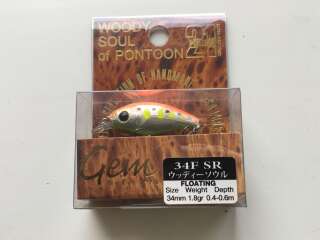 WOODY
SOUL
of PONTOON
21
Gem
34F SR
ウッディーソウル
FLOATING
Size Weight Depth
34mm 1.8gr 0.4-0.6m